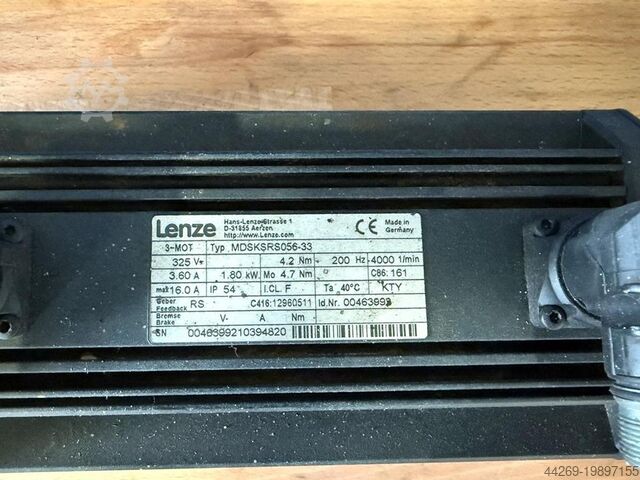 Lenze
Hans-Lenze-Strasse 1
D-31855 Aerzen
http://www.Lenze.com
CE
Made in
Germany
3-MOT Typ MDSKSRS056-33
325 V~ 4.2 Nm~ 200 Hz~ 4000 1/min
3.60 A 1.80 kW Mo 4.7 Nm C86: 161
max 16.0 A IP 54 I.CL F Ta 40°C KTY
Geber
Feedback RS C416:12960511 Id.Nr. 00463992
Bremse
Brake V- A Nm
SN 0046399210394820
44269-19897155